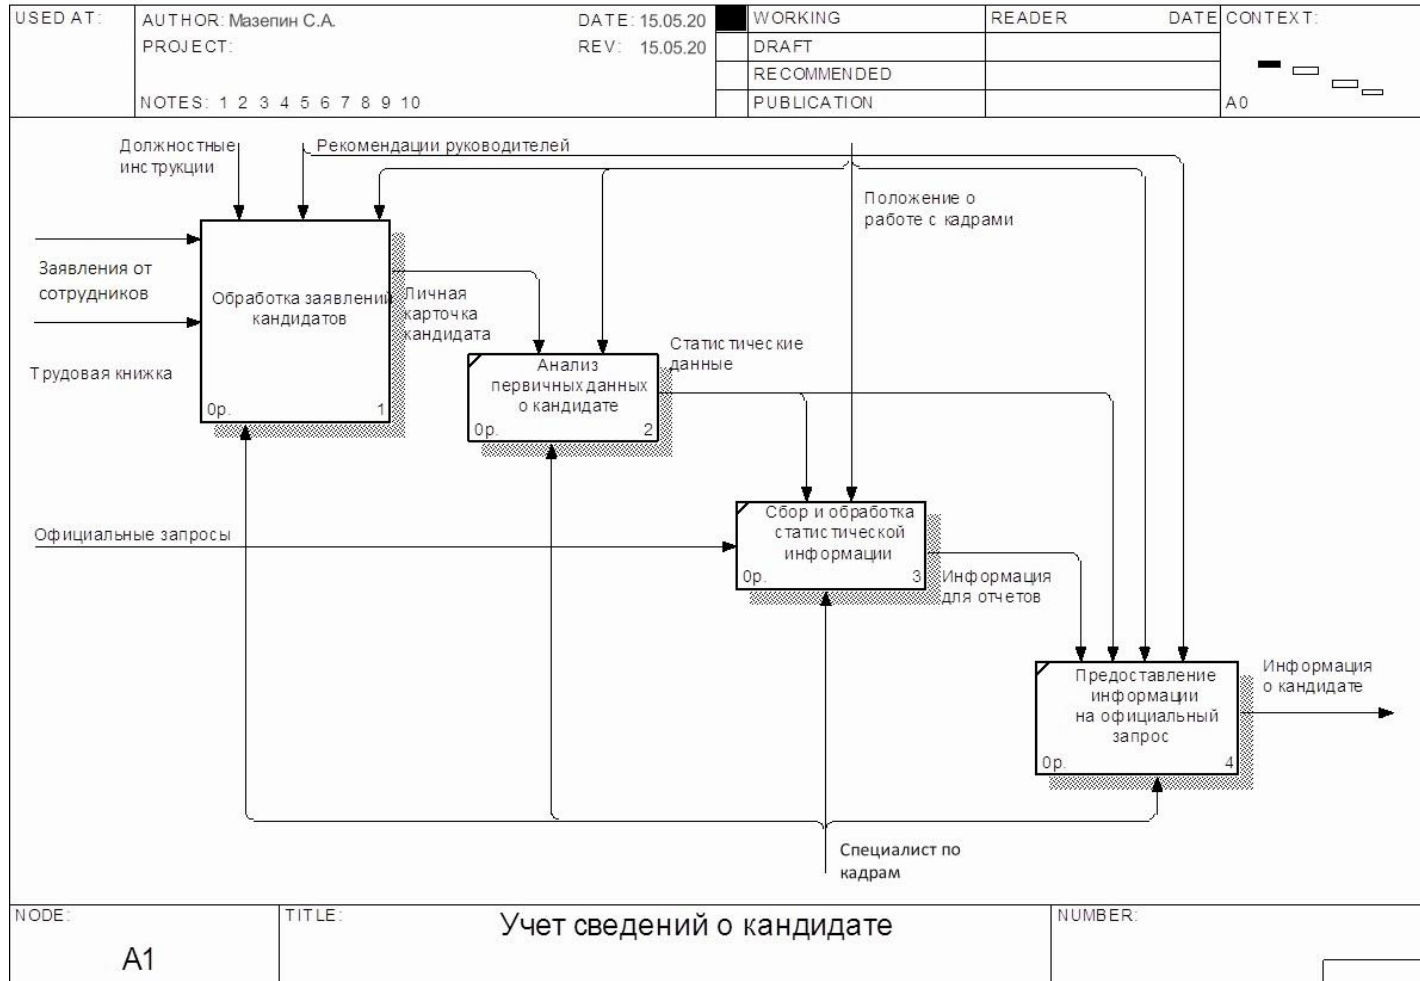 USED AT:
AUTHOR: Мазепин С.А.
DATE: 15.05.20
PROJECT:
REV: 15.05.20
NOTES: 1 2 3 4 5 6 7 8 9 10
WORKING
DRAFT
RECOMMENDED
PUBLICATION
READER DATE
CONTEXT:
A0
Должностные
инструкции
Рекомендации руководителей
Положение о
работе с кадрами
Заявления от
сотрудников
Трудовая книжка
Обработка заявлений
кандидатов
0р. 1
Личная
карточка
кандидата
Анализ
первичных данных
о кандидате
0р. 2
Статистические
данные
Официальные запросы
Сбор и обработка
статистической
информации
0р. 3
Информация
для отчетов
Предоставление
информации
на официальный
запрос
0р. 4
Информация
о кандидате
Специалист по
кадрам
NODE:
A1
TITLE:
Учет сведений о кандидате
NUMBER: